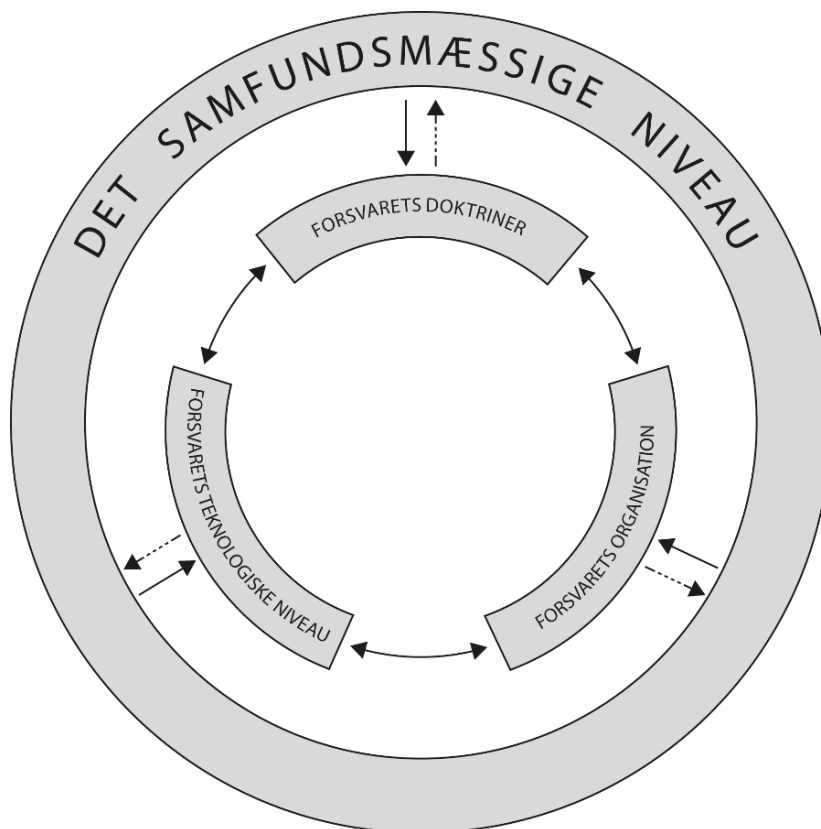 DET SAMFUNDSMÆSSIGE NIVEAU
FORSVARETS DOKTRINER
FORSVARETS TEKNOLOGISKE NIVEAU
FORSVARETS ORGANISATION